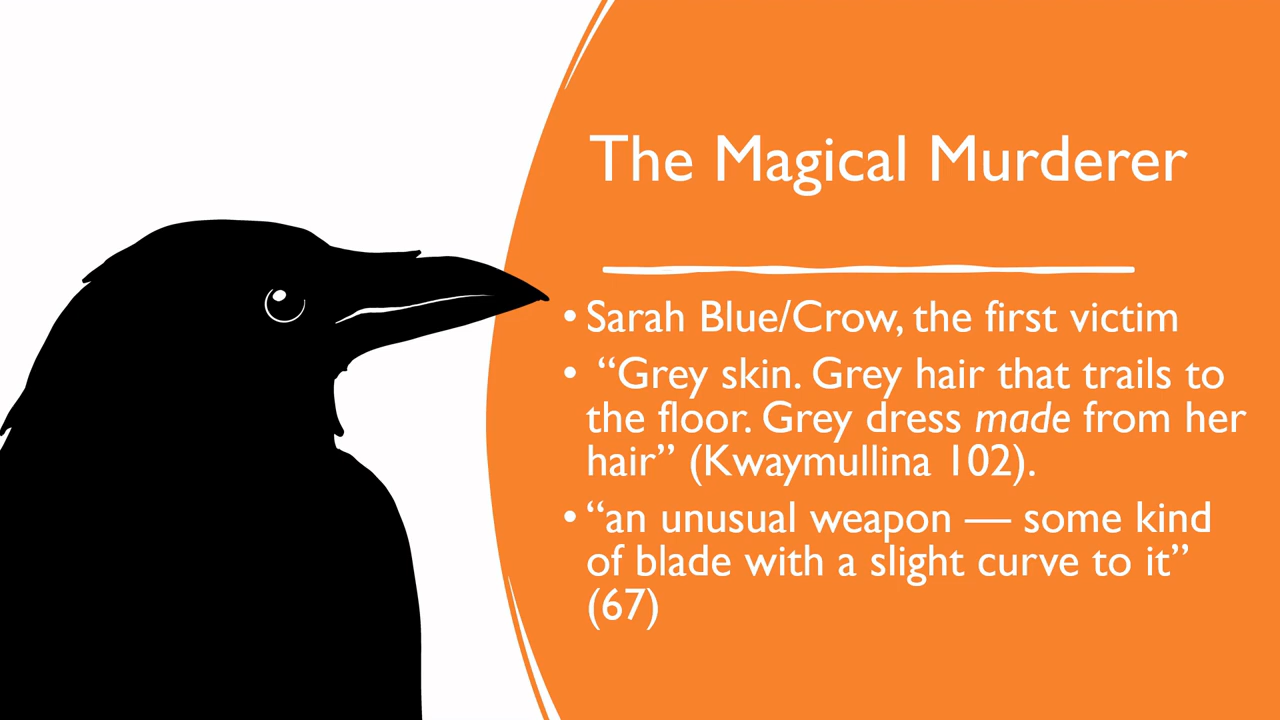 The Magical Murderer
• Sarah Blue/Crow, the first victim
• “Grey skin. Grey hair that trails to
the floor. Grey dress made from her
hair” (Kwaymullina 102).
• “an unusual weapon — some kind
of blade with a slight curve to it”
(67)